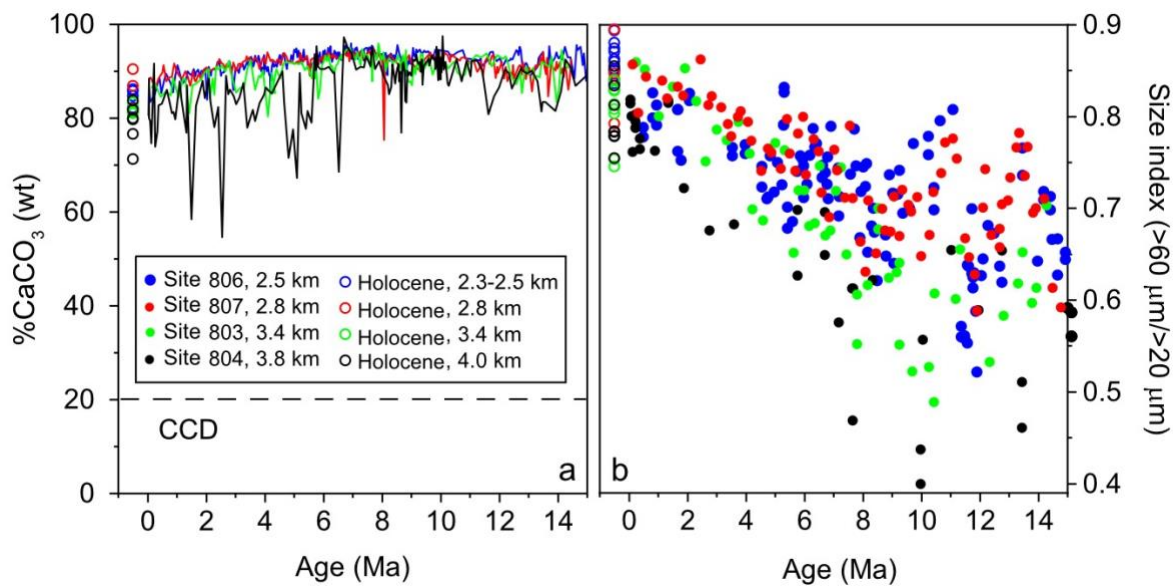 100
80
60
40
20
0
%CaCO₃ (wt)
Site 806, 2.5 km
Site 807, 2.8 km
Site 803, 3.4 km
Site 804, 3.8 km
Holocene, 2.3-2.5 km
Holocene, 2.8 km
Holocene, 3.4 km
Holocene, 4.0 km
CCD
a
0 2 4 6 8 10 12 14
Age (Ma)
b
0 2 4 6 8 10 12 14
Age (Ma)
0.9
0.8
0.7
0.6
0.5
0.4
Size index (>60 μm/>20 μm)